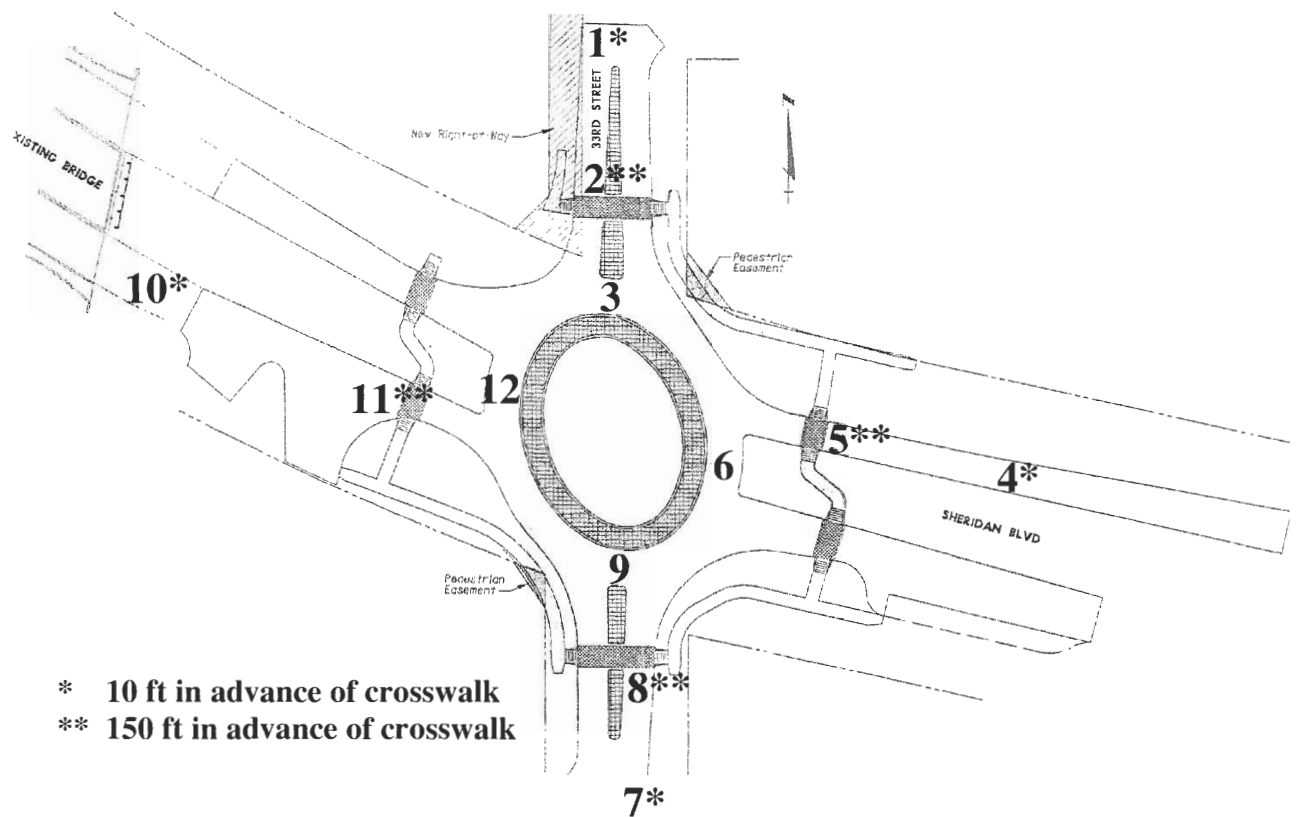 1*
33RD STREET
New Right-of-Way
XISTING BRIDGE
2**
Pedestrian
Easement
10*
3
12
11**
5**
4*
6
SHERIDAN BLVD
9
Pedestrian
Easement
8**
* 10 ft in advance of crosswalk
** 150 ft in advance of crosswalk
7*